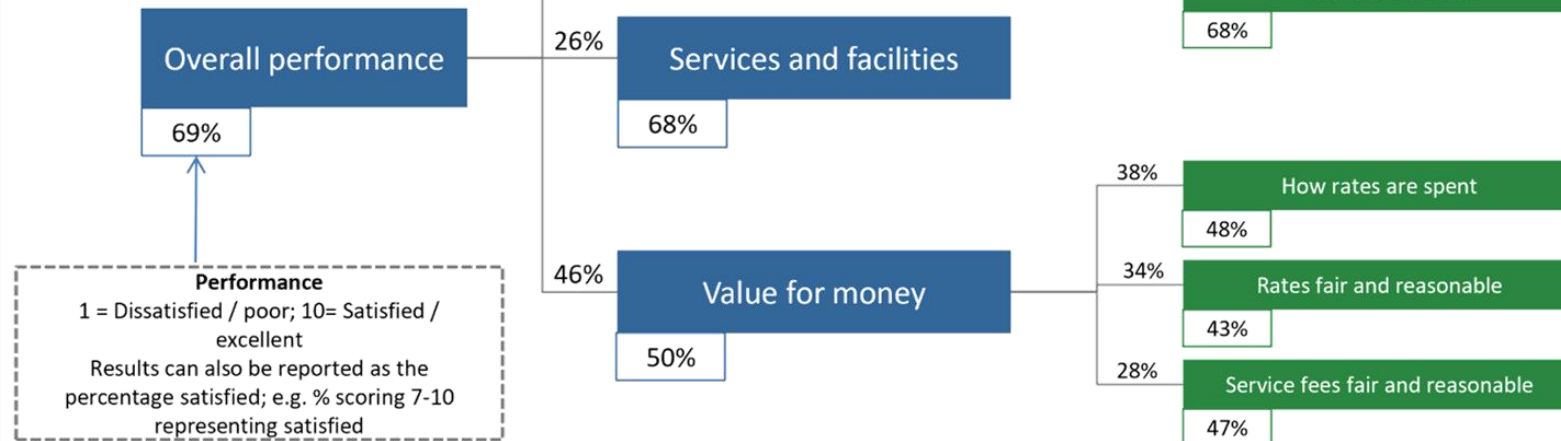 68%
Overall performance
69%
26%
Services and facilities
68%
46%
Value for money
50%
38%
How rates are spent
48%
34%
Rates fair and reasonable
43%
28%
Service fees fair and reasonable
47%
Performance
1 = Dissatisfied / poor; 10= Satisfied /
excellent
Results can also be reported as the
percentage satisfied; e.g. % scoring 7-10
representing satisfied